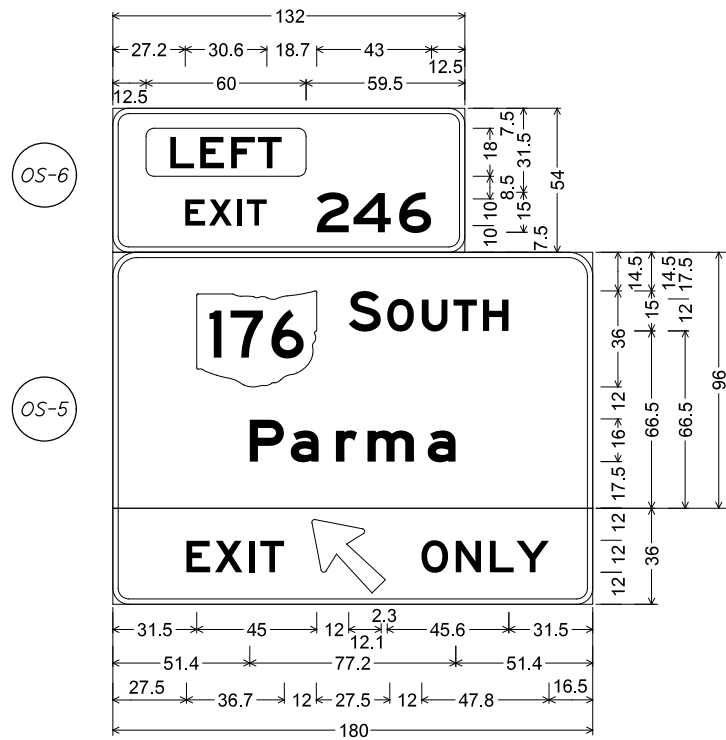 132
27.2 30.6 18.7 43 12.5
12.5 60 59.5
OS-6
LEFT
EXIT 246
18 10 10
7.5 8.5
31.5 15 7.5
54
OS-5
176 SOUTH
Parma
EXIT ONLY
36 12 16 17.5
14.5 15 66.5
14.5 17.5 12 66.5
96
12 12 12
36
31.5 45 12 12.1 2.3 45.6 31.5
51.4 77.2 51.4
27.5 36.7 12 27.5 12 47.8 16.5
180